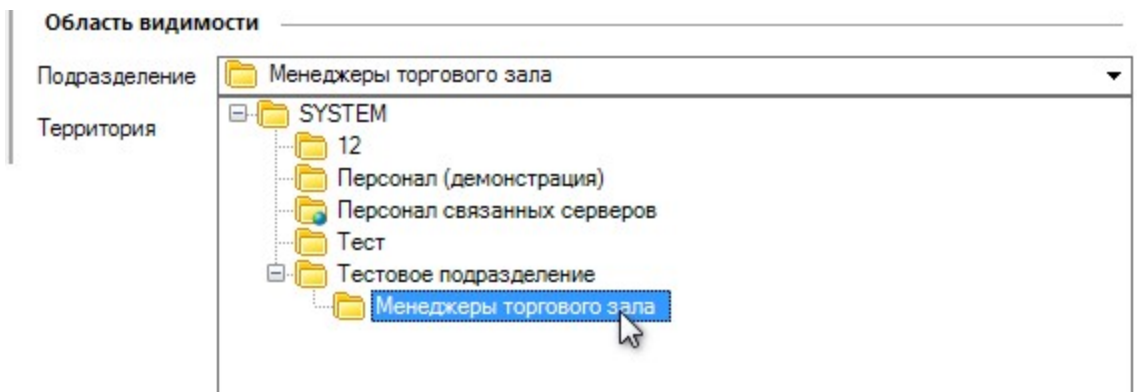 Область видимости
Подразделение
Менеджеры торгового зала
Территория
SYSTEM
12
Персонал (демонстрация)
Персонал связанных серверов
Тест
Тестовое подразделение
Менеджеры торгового зала